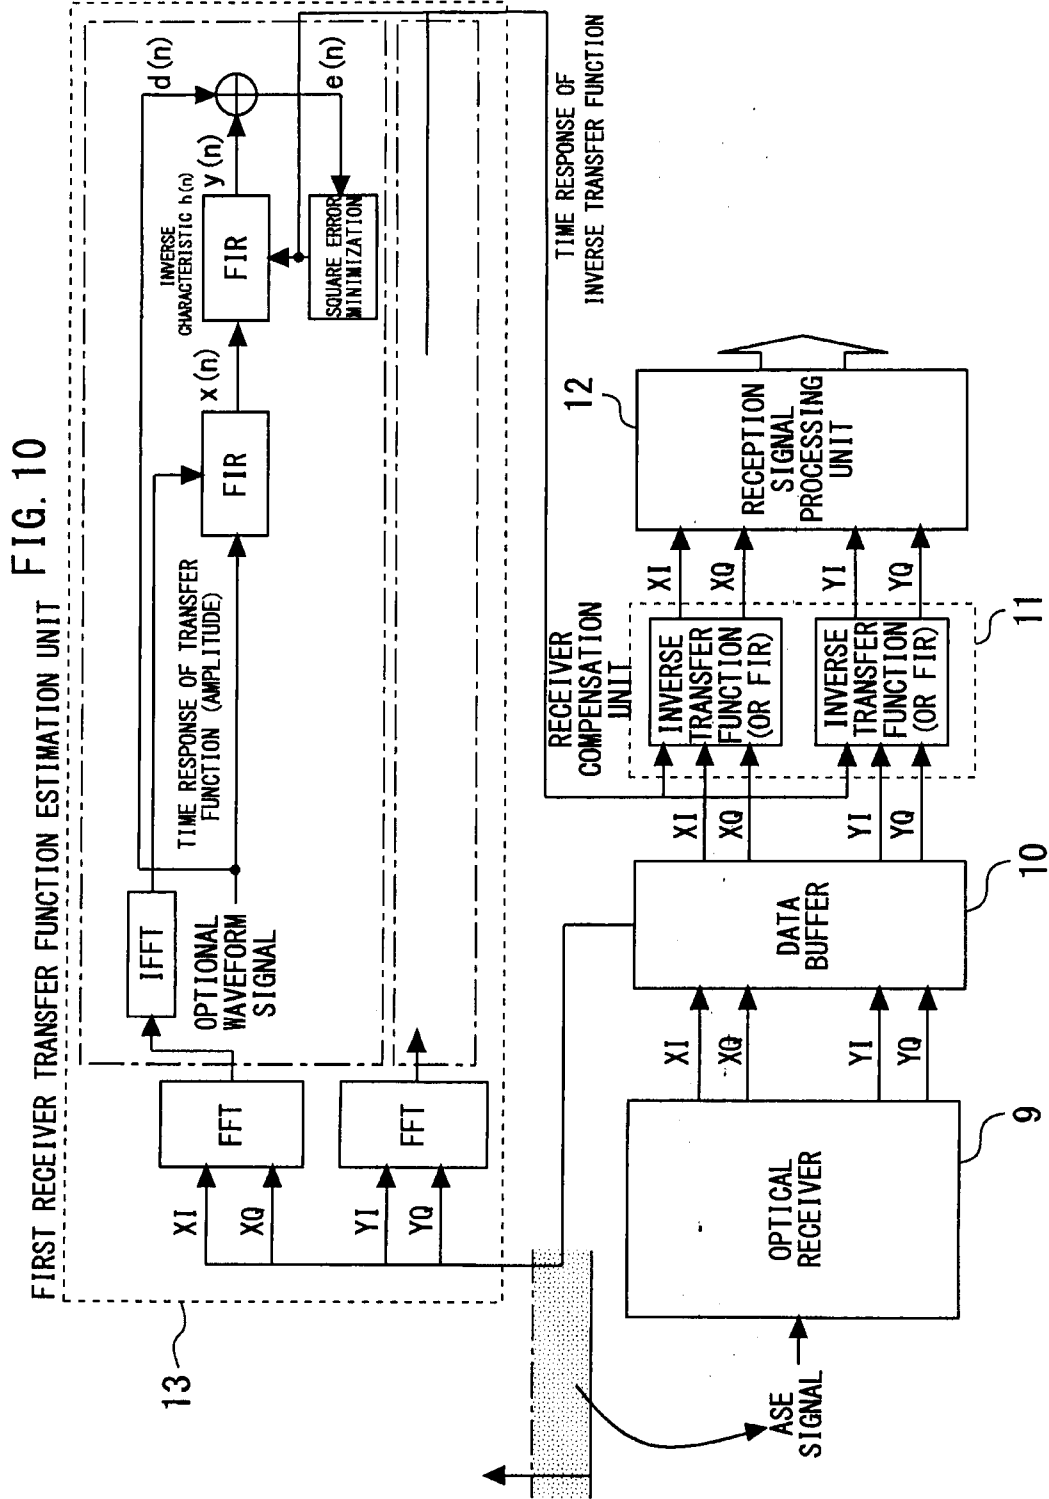 FIG. 10
FIRST RECEIVER TRANSFER FUNCTION ESTIMATION UNIT
13
XI
XQ
YI
YQ
FFT
FFT
IFFT
OPTIONAL
WAVEFORM
SIGNAL
TIME RESPONSE OF TRANSFER
FUNCTION (AMPLITUDE)
FIR
x(n)
INVERSE
CHARACTERISTIC h(n)
FIR
y(n)
d(n)
e(n)
SQUARE ERROR
MINIMIZATION
TIME RESPONSE OF
INVERSE TRANSFER FUNCTION
ASE
SIGNAL
OPTICAL
RECEIVER
9
XI
XQ
YI
YQ
DATA
BUFFER
10
XI
XQ
YI
YQ
RECEIVER
COMPENSATION
UNIT
INVERSE
TRANSFER
FUNCTION
(OR FIR)
INVERSE
TRANSFER
FUNCTION
(OR FIR)
11
XI
XQ
YI
YQ
RECEPTION
SIGNAL
PROCESSING
UNIT
12